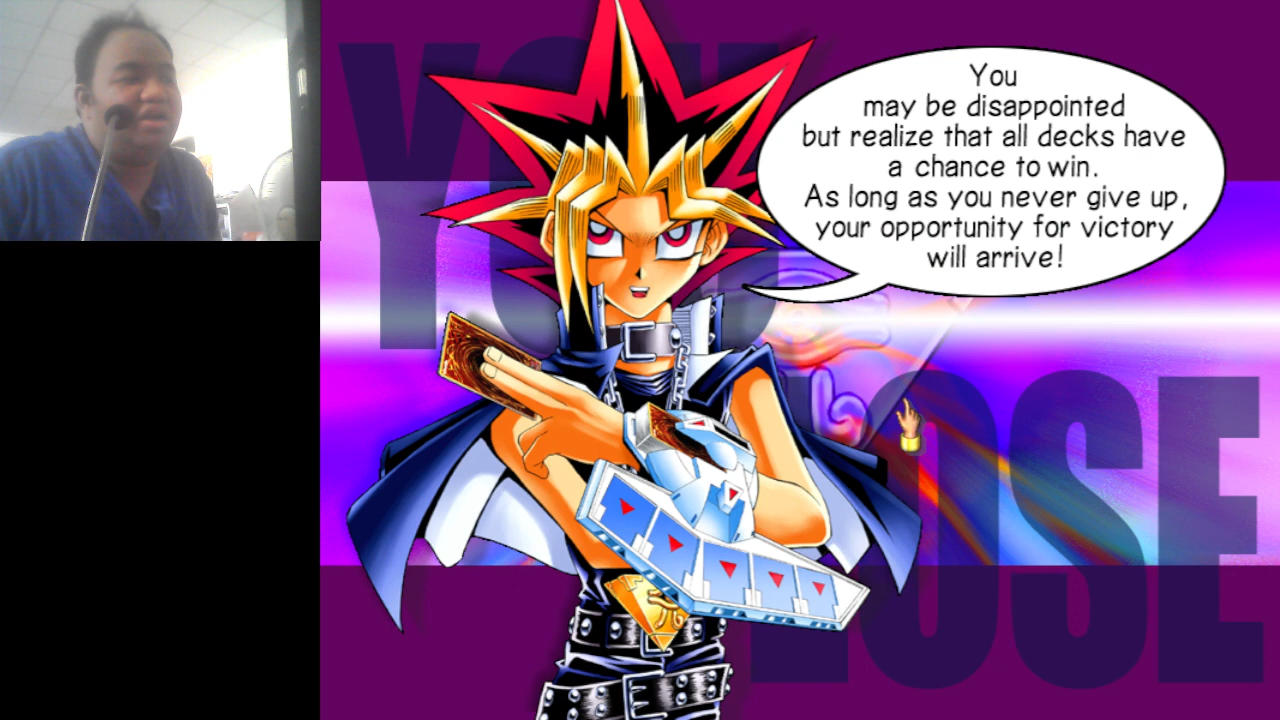 YOU
You
may be disappointed
but realize that all decks have
a chance to win.
As long as you never give up,
your opportunity for victory
will arrive!
LOSE